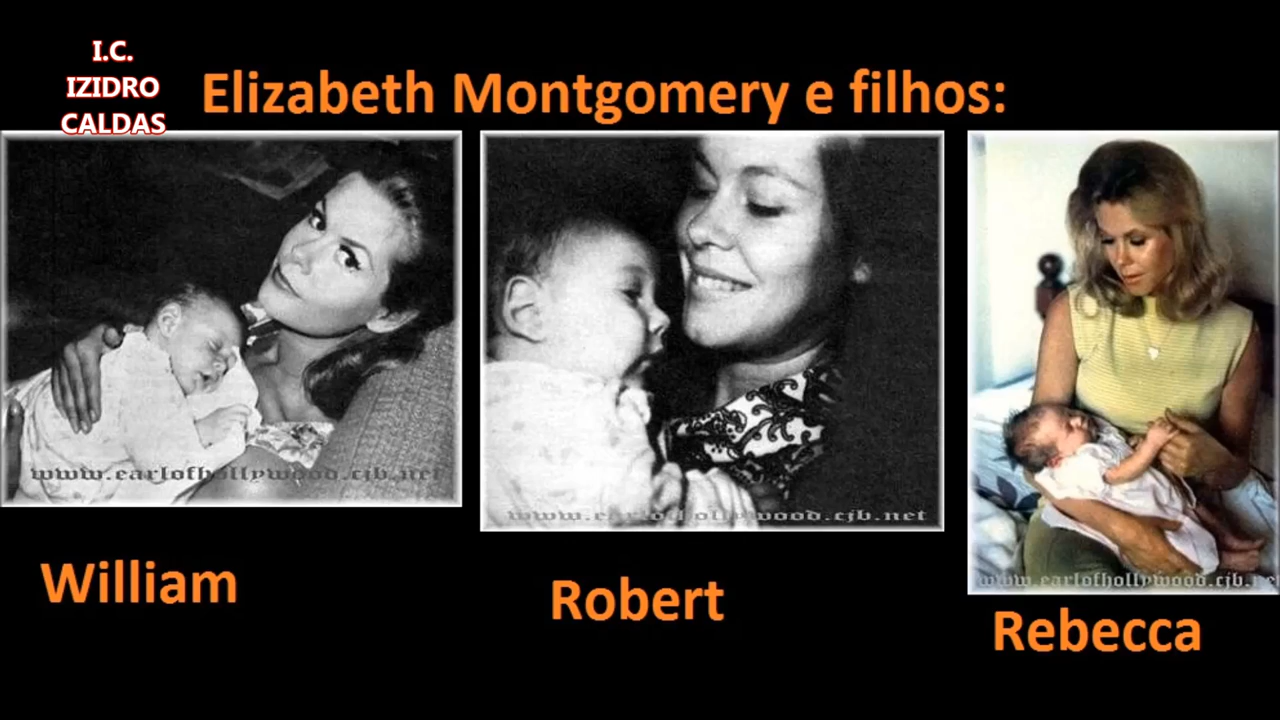 I.C.
IZIDRO
CALDAS
Elizabeth Montgomery e filhos:
www.earlofhollywood.cjb.net
www.earlofhollywood.cjb.net
www.earlofhollywood.cjb.ne
William
Robert
Rebecca